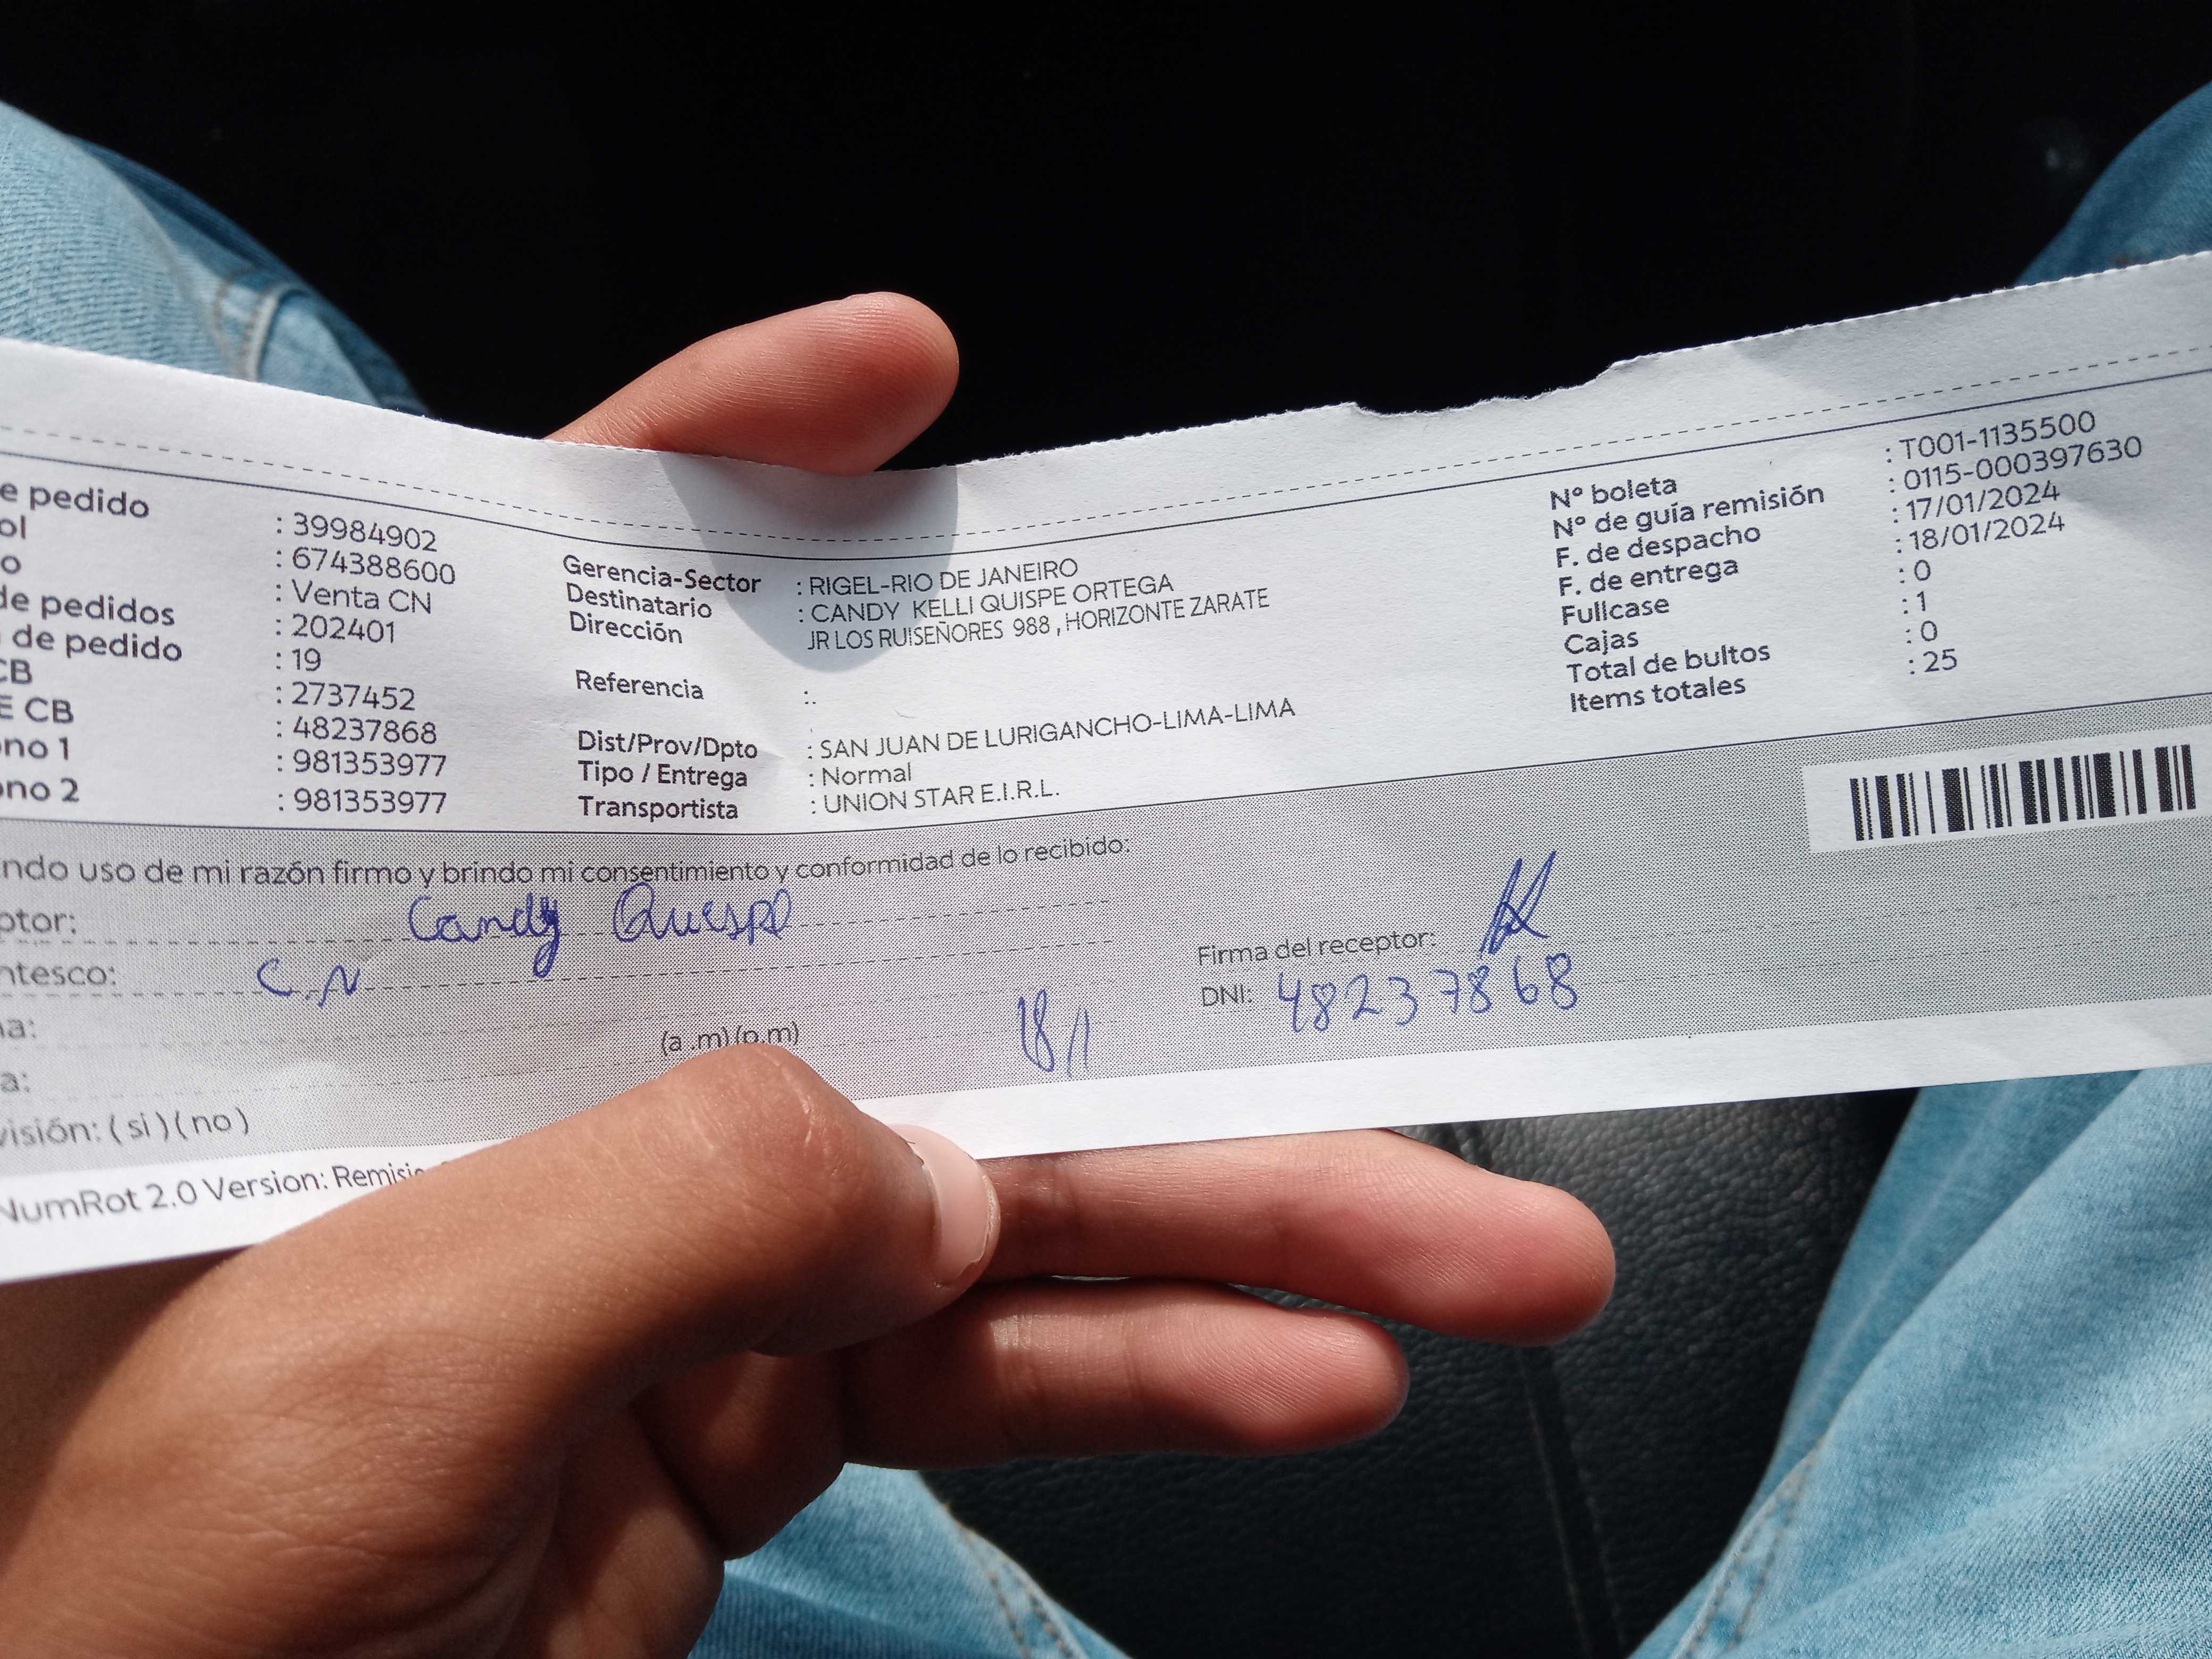 e pedido : 39984902
ol : 674388600
o : Venta CN
de pedidos : 202401
de pedido : 19
CB : 2737452
E CB : 48237868
ono 1 : 981353977
ono 2 : 981353977
Gerencia-Sector : RIGEL-RIO DE JANEIRO
Destinatario : CANDY KELLI QUISPE ORTEGA
Dirección JR LOS RUISEÑORES 988 , HORIZONTE ZARATE
Referencia :.
Dist/Prov/Dpto : SAN JUAN DE LURIGANCHO-LIMA-LIMA
Tipo / Entrega : Normal
Transportista : UNION STAR E.I.R.L.
Nº boleta : T001-1135500
Nº de guía remisión : 0115-000397630
F. de despacho : 17/01/2024
F. de entrega : 18/01/2024
Fullcase : 0
Cajas : 1
Total de bultos : 0
Items totales : 25
ndo uso de mi razón firmo y brindo mi consentimiento y conformidad de lo recibido:
ptor: Candy Quispe
ntesco: C.N
Firma del receptor:
DNI: 48237868
na: 18/1
(a .m) (p.m)
a:
visión: ( si ) ( no )
NumRot 2.0 Version: Remisi